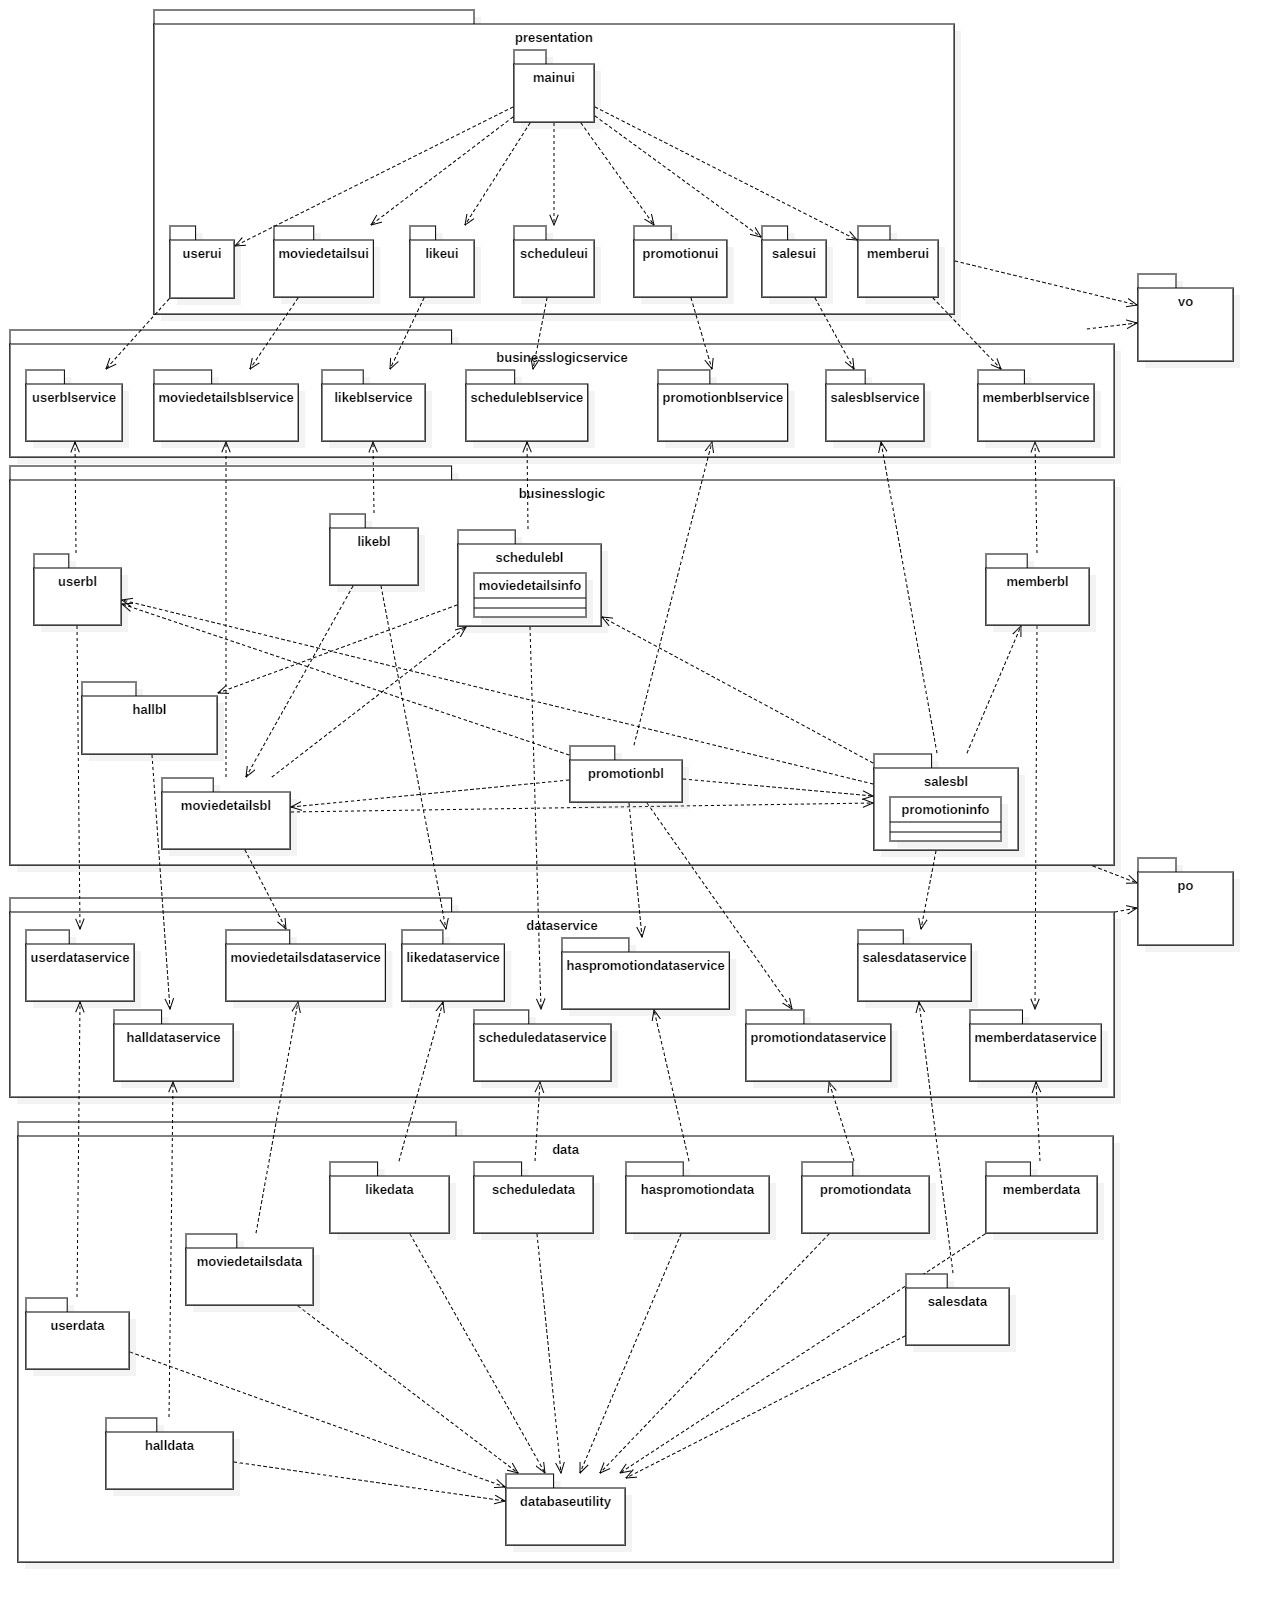 presentation
mainui
userui
moviedetailsui
likeui
scheduleui
promotionui
salesui
memberui
vo
businesslogicservice
userblservice
moviedetailsblservice
likeblservice
scheduleblservice
promotionblservice
salesblservice
memberblservice
businesslogic
likebl
schedulebl
moviedetailsinfo
userbl
memberbl
hallbl
promotionbl
salesbl
moviedetailsbl
promotioninfo
po
dataservice
userdataservice
moviedetailsdataservice
likedataservice
haspromotiondataservice
salesdataservice
halldataservice
scheduledataservice
promotiondataservice
memberdataservice
data
likedata
scheduledata
haspromotiondata
promotiondata
memberdata
moviedetailsdata
salesdata
userdata
halldata
databaseutility